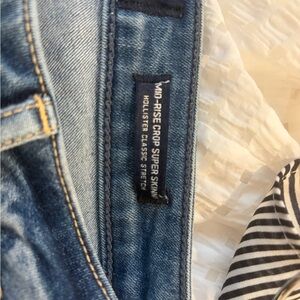 MID-RISE CROP SUPER SKINNY
HOLLISTER CLASSIC STRETCH